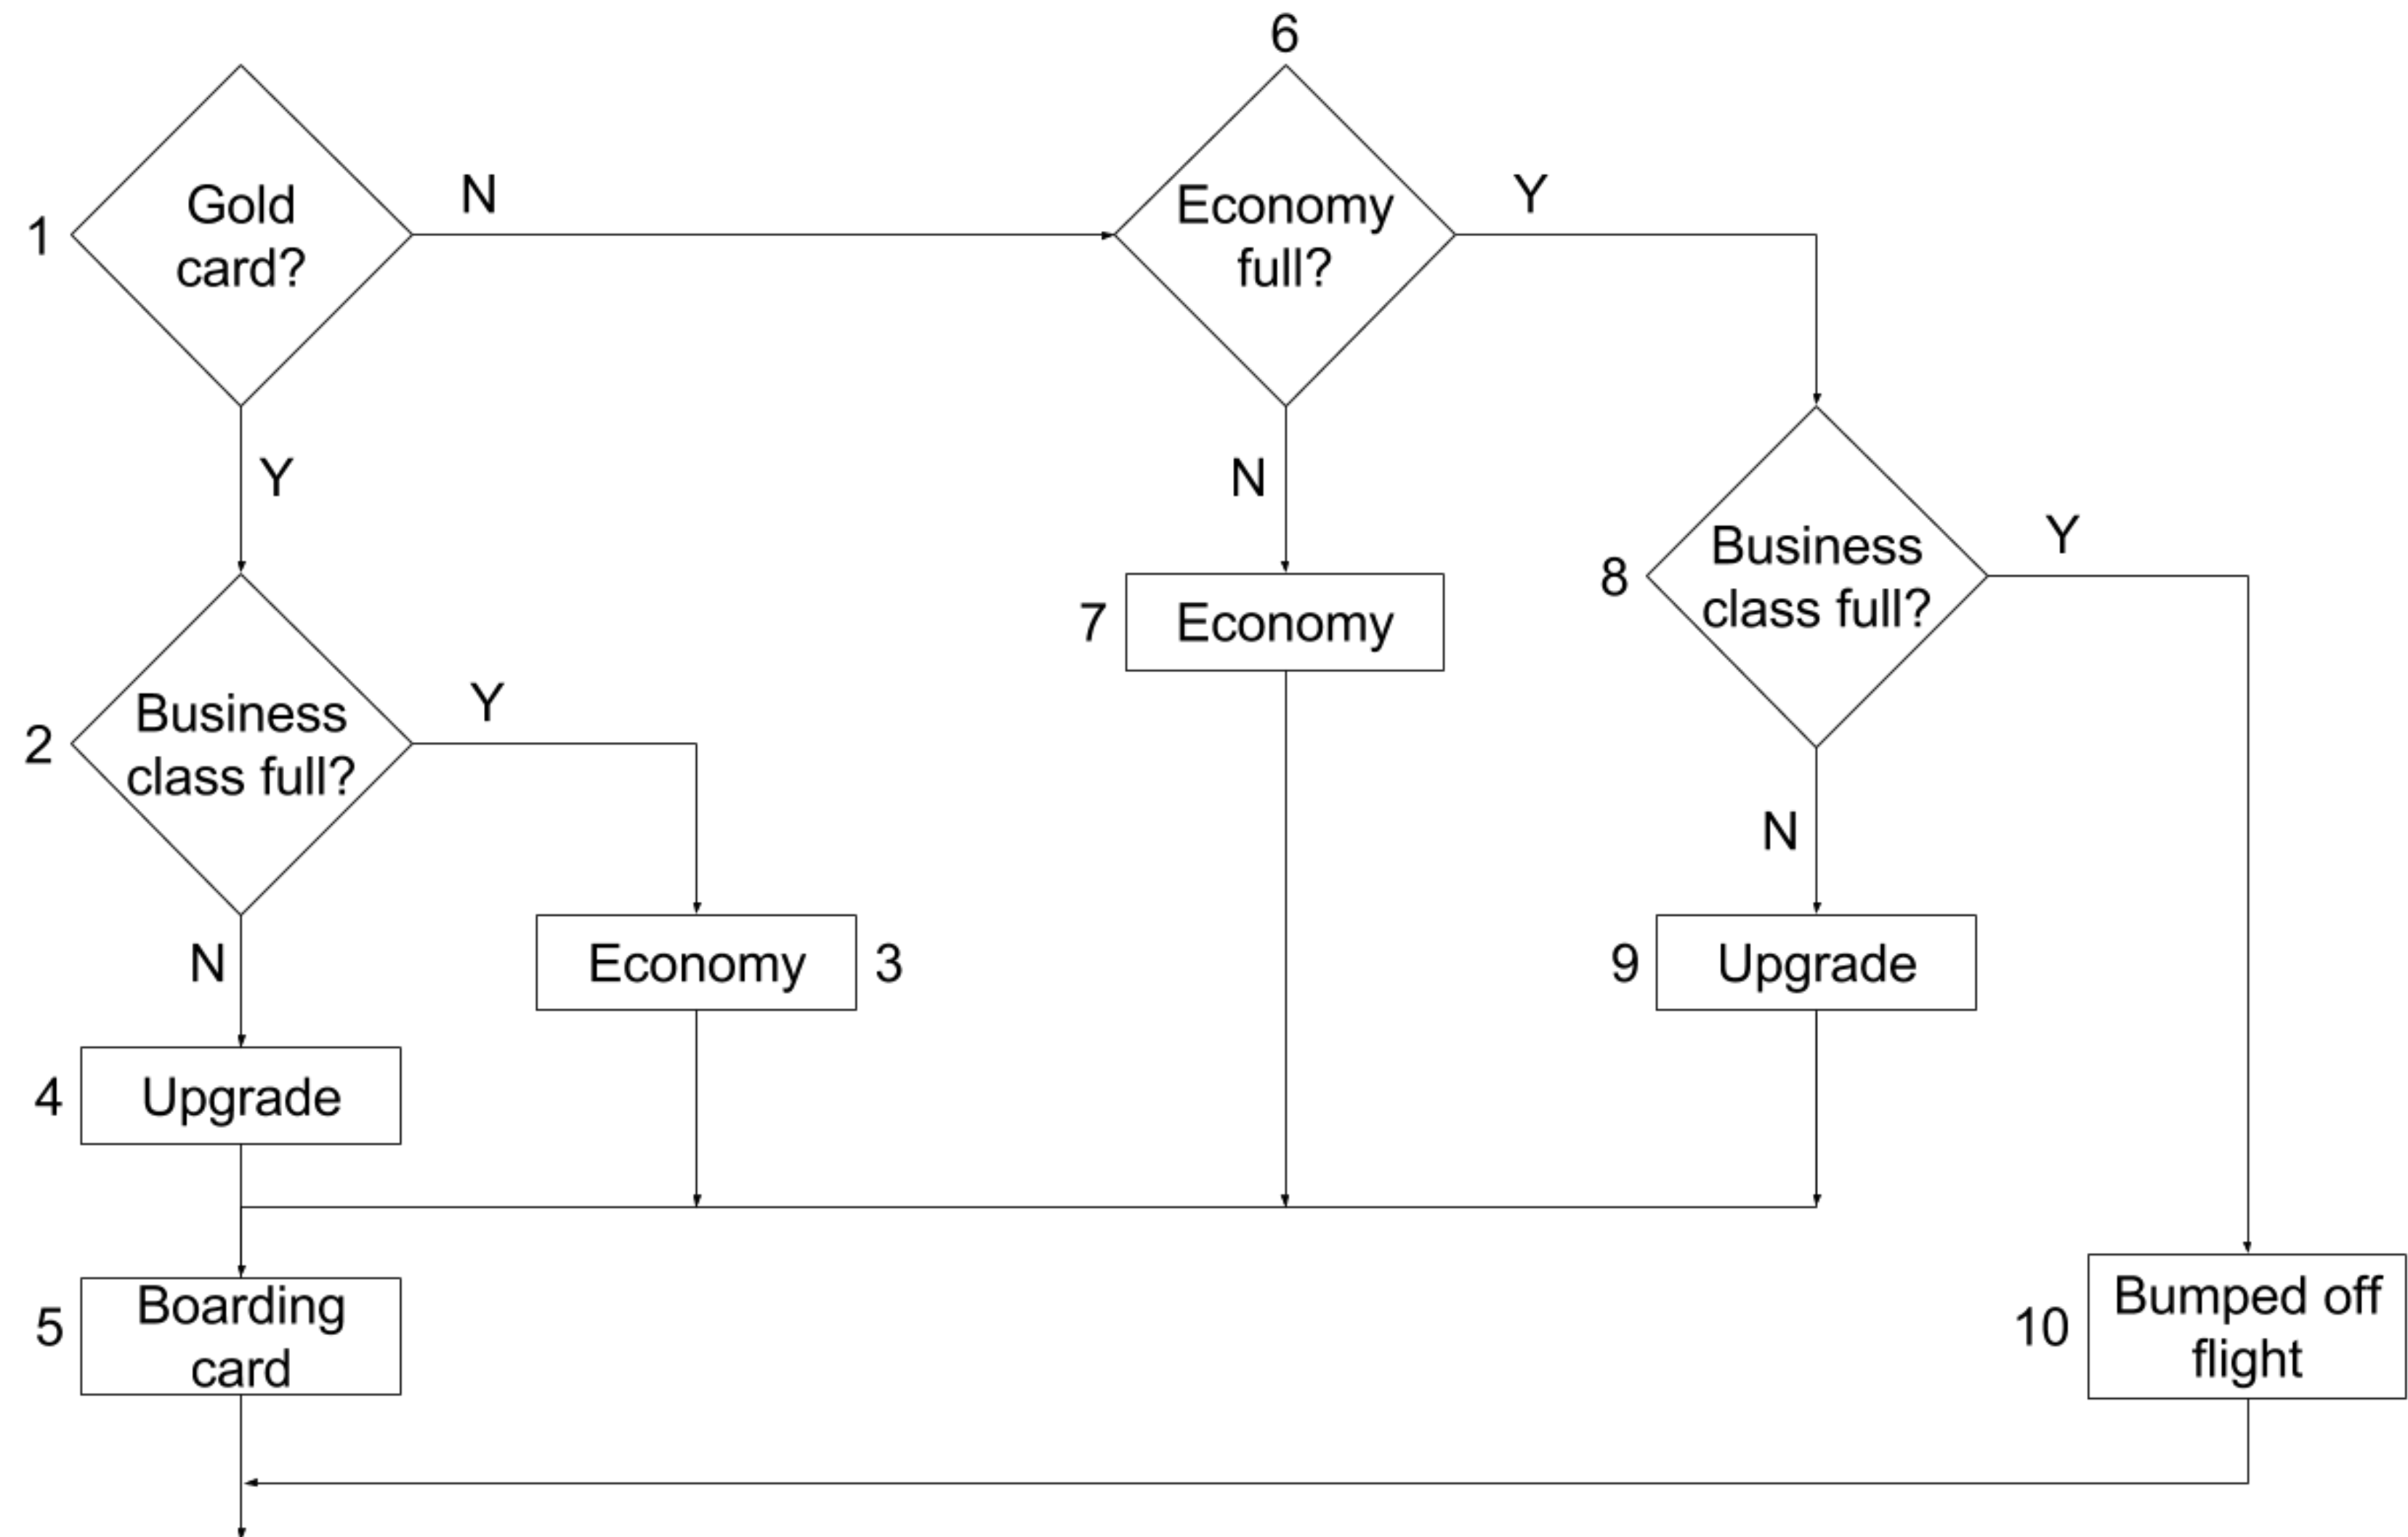 6
1
Gold
card?
N
Economy
full?
Y
Y
N
7
Economy
8
Business
class full?
Y
2
Business
class full?
Y
N
N
Economy
3
9
Upgrade
4
Upgrade
5
Boarding
card
10
Bumped off
flight